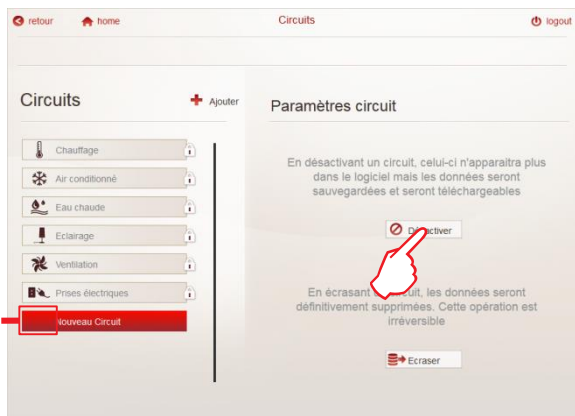 retour
home
Circuits
logout
Circuits
Ajouter
Chauffage
Air conditionné
Eau chaude
Eclairage
Ventilation
Prises électriques
Nouveau Circuit
Paramètres circuit
En désactivant un circuit, celui-ci n'apparaitra plus
dans le logiciel mais les données seront
sauvegardées et seront téléchargeables
En écrasant circuit, les données seront
définitivement supprimées. Cette opération est
irréversible
Ecraser